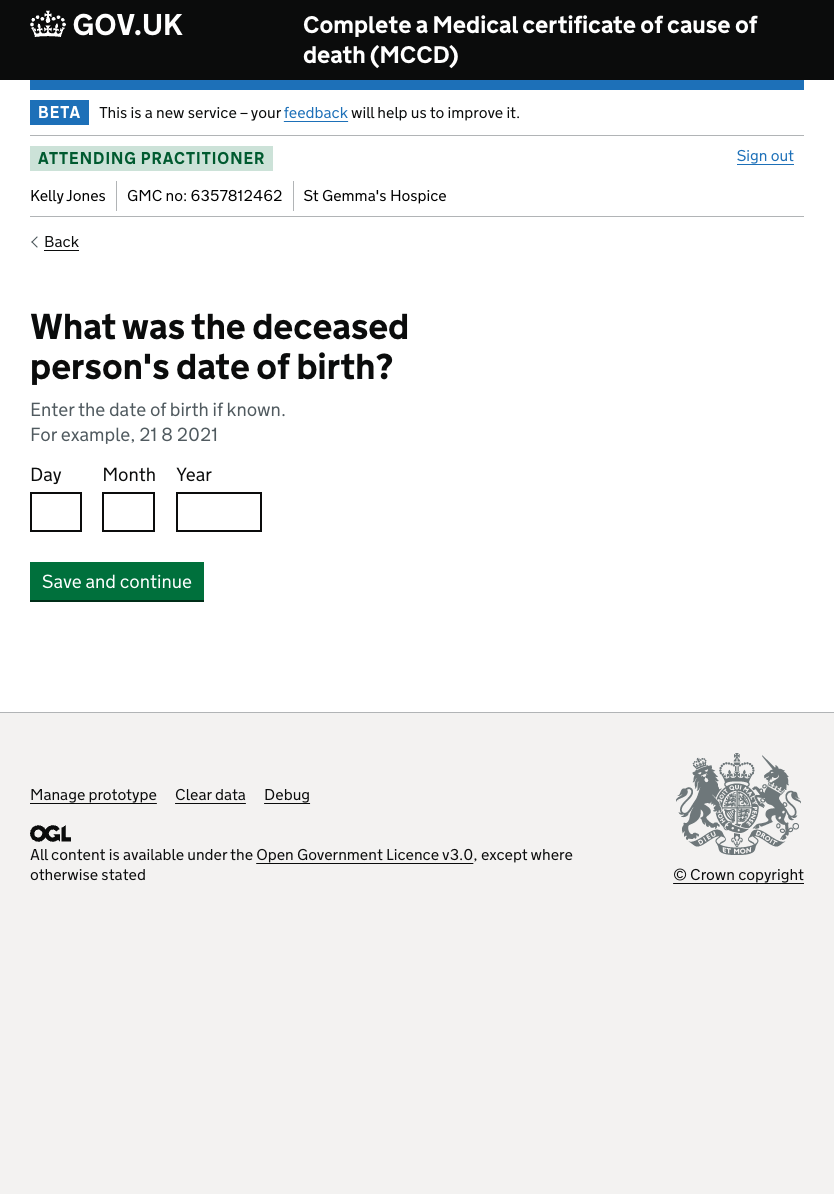 GOV.UK
Complete a Medical certificate of cause of
death (MCCD)
BETA This is a new service – your feedback will help us to improve it.
ATTENDING PRACTITIONER
Sign out
Kelly Jones GMC no: 6357812462 St Gemma's Hospice
Back
What was the deceased
person's date of birth?
Enter the date of birth if known.
For example, 21 8 2021
Day Month Year
Save and continue
Manage prototype Clear data Debug
OGL
All content is available under the Open Government Licence v3.0, except where
otherwise stated
DIEU ET MON DROIT
© Crown copyright